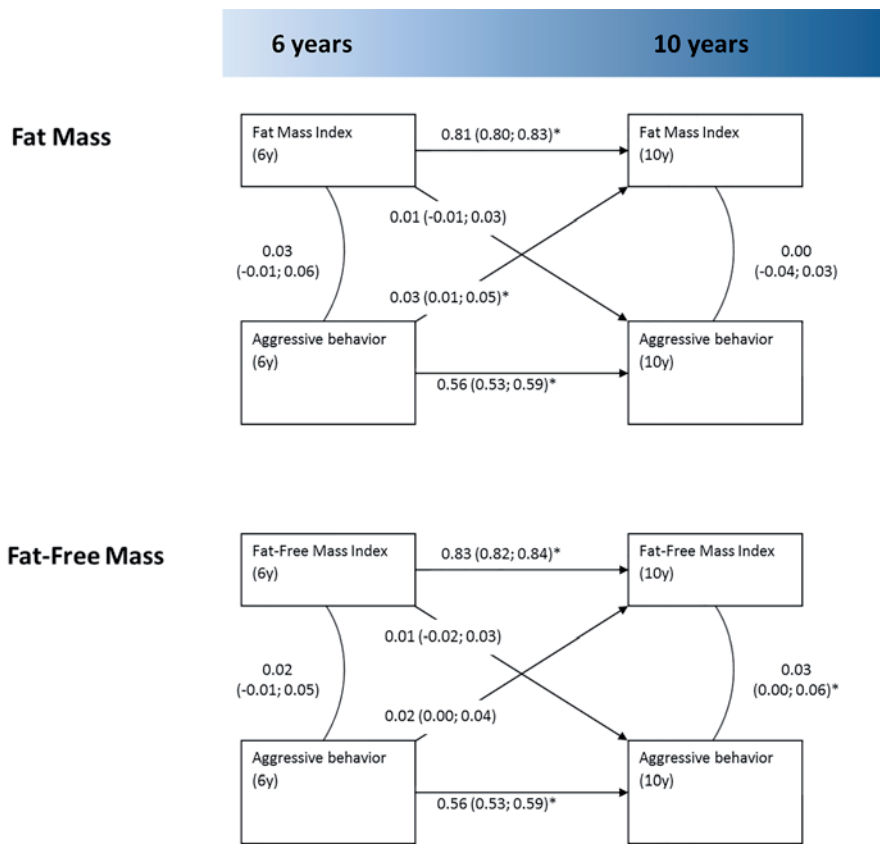 6 years
10 years
Fat Mass
Fat Mass Index
(6y)
0.81 (0.80; 0.83)*
Fat Mass Index
(10y)
0.01 (-0.01; 0.03)
0.03
(-0.01; 0.06)
0.00
(-0.04; 0.03)
0.03 (0.01; 0.05)*
Aggressive behavior
(6y)
Aggressive behavior
(10y)
0.56 (0.53; 0.59)*
Fat-Free Mass
Fat-Free Mass Index
(6y)
0.83 (0.82; 0.84)*
Fat-Free Mass Index
(10y)
0.01 (-0.02; 0.03)
0.02
(-0.01; 0.05)
0.03
(0.00; 0.06)*
0.02 (0.00; 0.04)
Aggressive behavior
(6y)
Aggressive behavior
(10y)
0.56 (0.53; 0.59)*